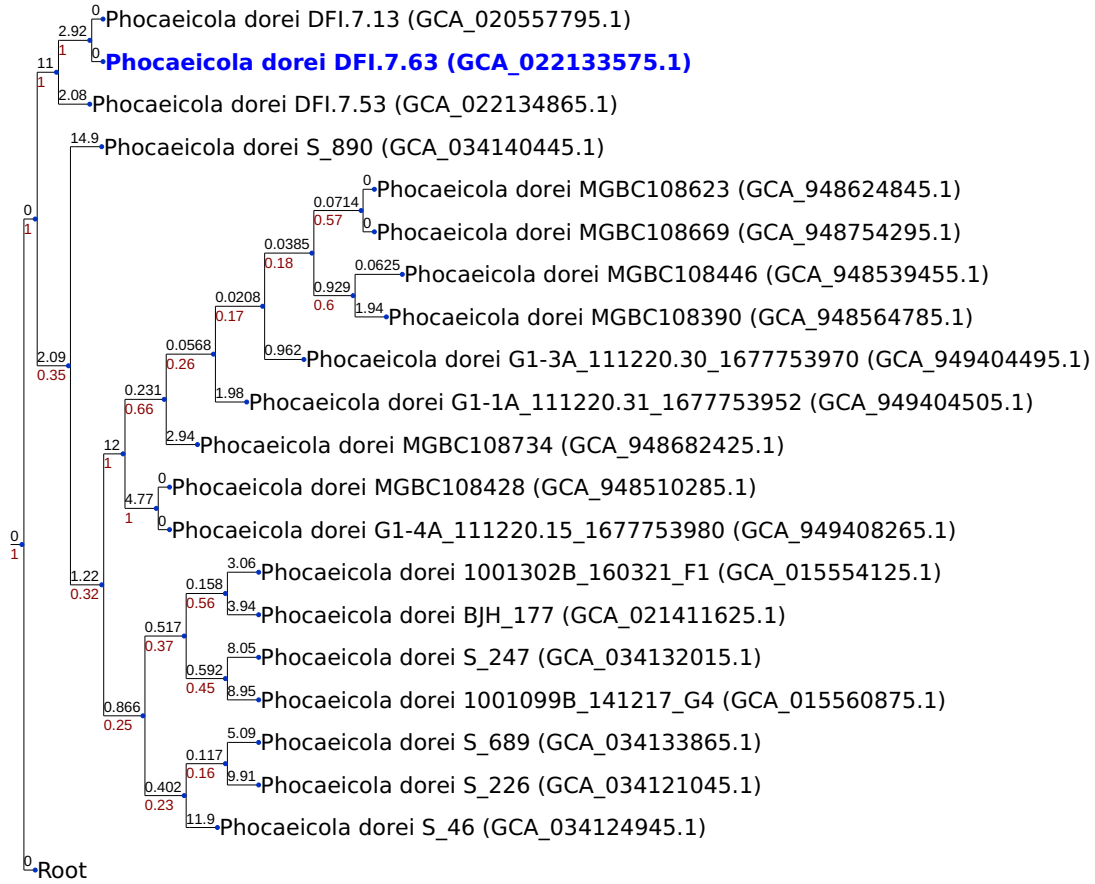 0
Phocaeicola dorei DFI.7.13 (GCA_020557795.1)
2.92
1
0
Phocaeicola dorei DFI.7.63 (GCA_022133575.1)
11
1
2.08
Phocaeicola dorei DFI.7.53 (GCA_022134865.1)
14.9
Phocaeicola dorei S_890 (GCA_034140445.1)
0
Phocaeicola dorei MGBC108623 (GCA_948624845.1)
0.0714
0.57
0
1
0
Phocaeicola dorei MGBC108669 (GCA_948754295.1)
0.0385
0.18
0.0625
Phocaeicola dorei MGBC108446 (GCA_948539455.1)
0.929
0.6
0.0208
0.17
1.94
Phocaeicola dorei MGBC108390 (GCA_948564785.1)
0.0568
0.26
0.962
Phocaeicola dorei G1-3A_111220.30_1677753970 (GCA_949404495.1)
2.09
0.35
0.231
0.66
1.98
Phocaeicola dorei G1-1A_111220.31_1677753952 (GCA_949404505.1)
12
1
2.94
Phocaeicola dorei MGBC108734 (GCA_948682425.1)
0
Phocaeicola dorei MGBC108428 (GCA_948510285.1)
4.77
1
0
Phocaeicola dorei G1-4A_111220.15_1677753980 (GCA_949408265.1)
0
1
3.06
Phocaeicola dorei 1001302B_160321_F1 (GCA_015554125.1)
1.22
0.32
0.158
0.56
3.94
Phocaeicola dorei BJH_177 (GCA_021411625.1)
0.517
0.37
8.05
Phocaeicola dorei S_247 (GCA_034132015.1)
0.592
0.45
8.95
Phocaeicola dorei 1001099B_141217_G4 (GCA_015560875.1)
0.866
0.25
5.09
Phocaeicola dorei S_689 (GCA_034133865.1)
0.117
0.16
9.91
Phocaeicola dorei S_226 (GCA_034121045.1)
0.402
0.23
11.9
Phocaeicola dorei S_46 (GCA_034124945.1)
0
Root